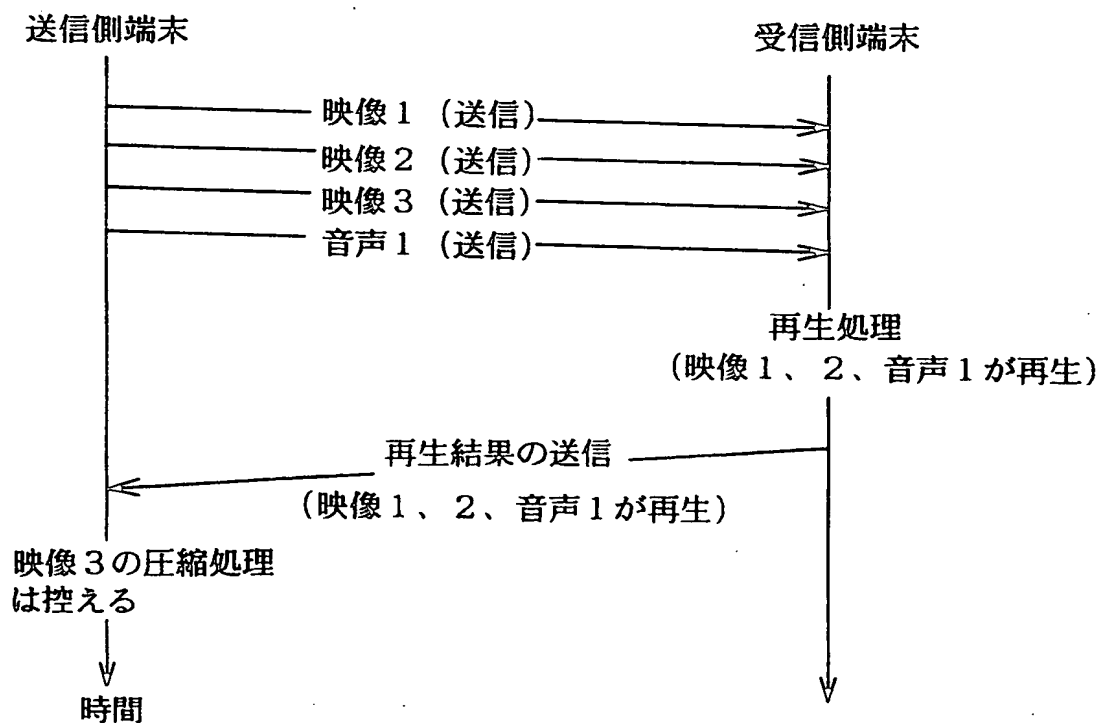 送信側端末
受信側端末
映像１（送信）
映像２（送信）
映像３（送信）
音声１（送信）
再生処理
（映像１、２、音声１が再生）
再生結果の送信
（映像１、２、音声１が再生）
映像３の圧縮処理
は控える
時間